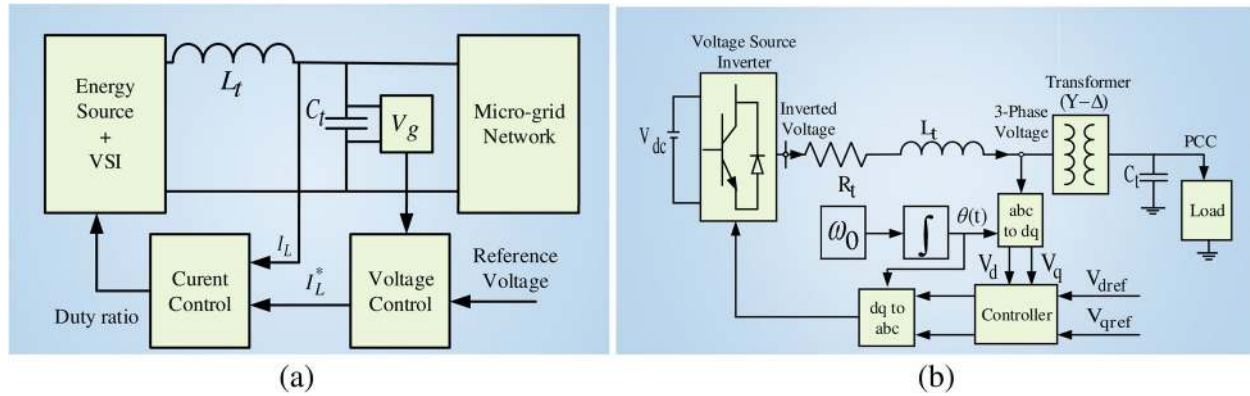 Energy
Source
+
VSI
L_t
C_t
V_g
Micro-grid
Network
I_L
I_L^*
Reference
Voltage
Curent
Control
Voltage
Control
Duty ratio
(a)
Voltage Source
Inverter
V_dc
Inverted
Voltage
R_t
L_t
3-Phase
Voltage
Transformer
(Y-Δ)
PCC
C_t
Load
ω_0
∫
θ(t)
abc
to dq
V_d
V_q
V_dref
V_qref
Controller
dq to
abc
(b)